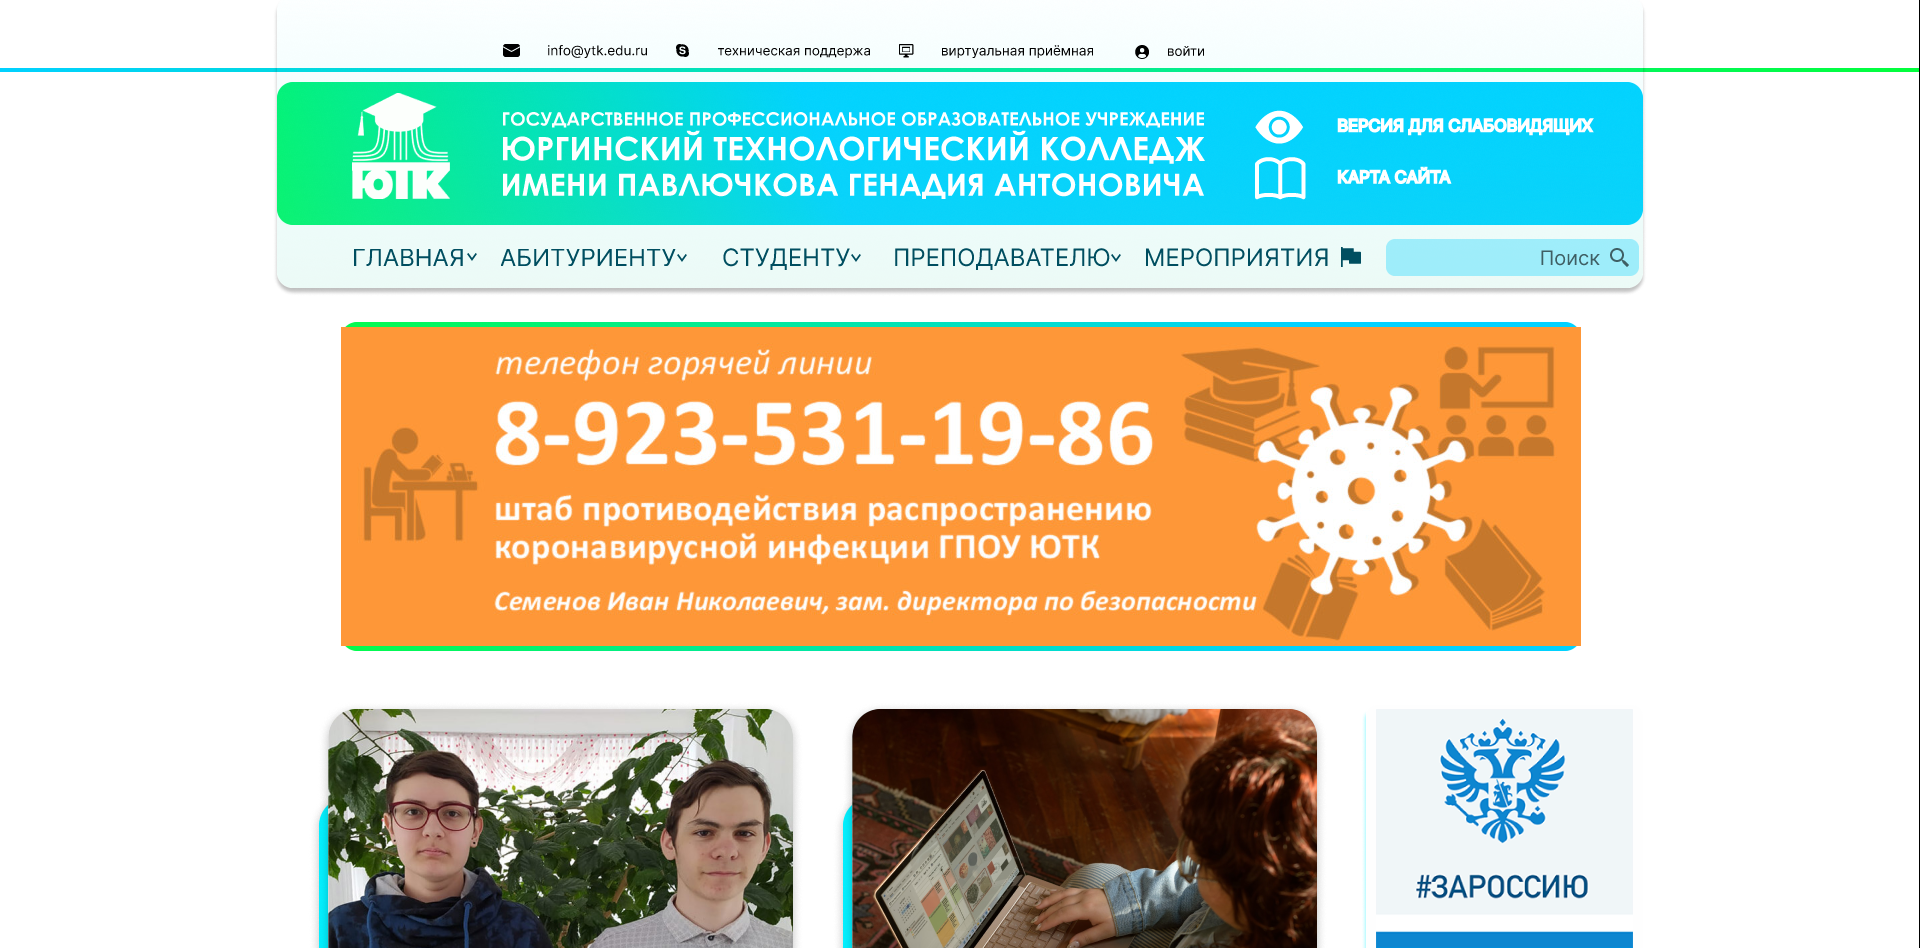 info@ytk.edu.ru
техническая поддержка
виртуальная приёмная
войти
ГОСУДАРСТВЕННОЕ ПРОФЕССИОНАЛЬНОЕ ОБРАЗОВАТЕЛЬНОЕ УЧРЕЖДЕНИЕ
ЮРГИНСКИЙ ТЕХНОЛОГИЧЕСКИЙ КОЛЛЕДЖ
ИМЕНИ ПАВЛЮЧКОВА ГЕНАДИЯ АНТОНОВИЧА
ЮТК
ВЕРСИЯ ДЛЯ СЛАБОВИДЯЩИХ
КАРТА САЙТА
ГЛАВНАЯ
АБИТУРИЕНТУ
СТУДЕНТУ
ПРЕПОДАВАТЕЛЮ
МЕРОПРИЯТИЯ
Поиск
телефон горячей линии
8-923-531-19-86
штаб противодействия распространению
коронавирусной инфекции ГПОУ ЮТК
Семенов Иван Николаевич, зам. директора по безопасности
#ЗАРОССИЮ